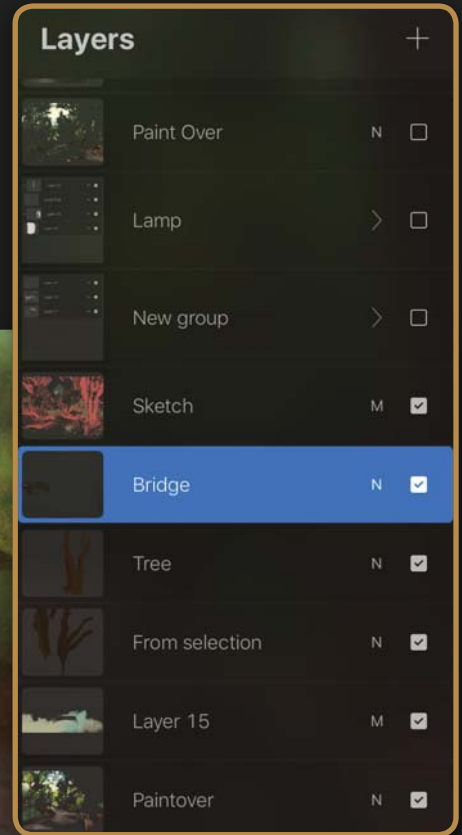 Layers +
Paint Over N
Lamp >
New group >
Sketch M
Bridge N
Tree N
From selection N
Layer 15 M
Paintover N